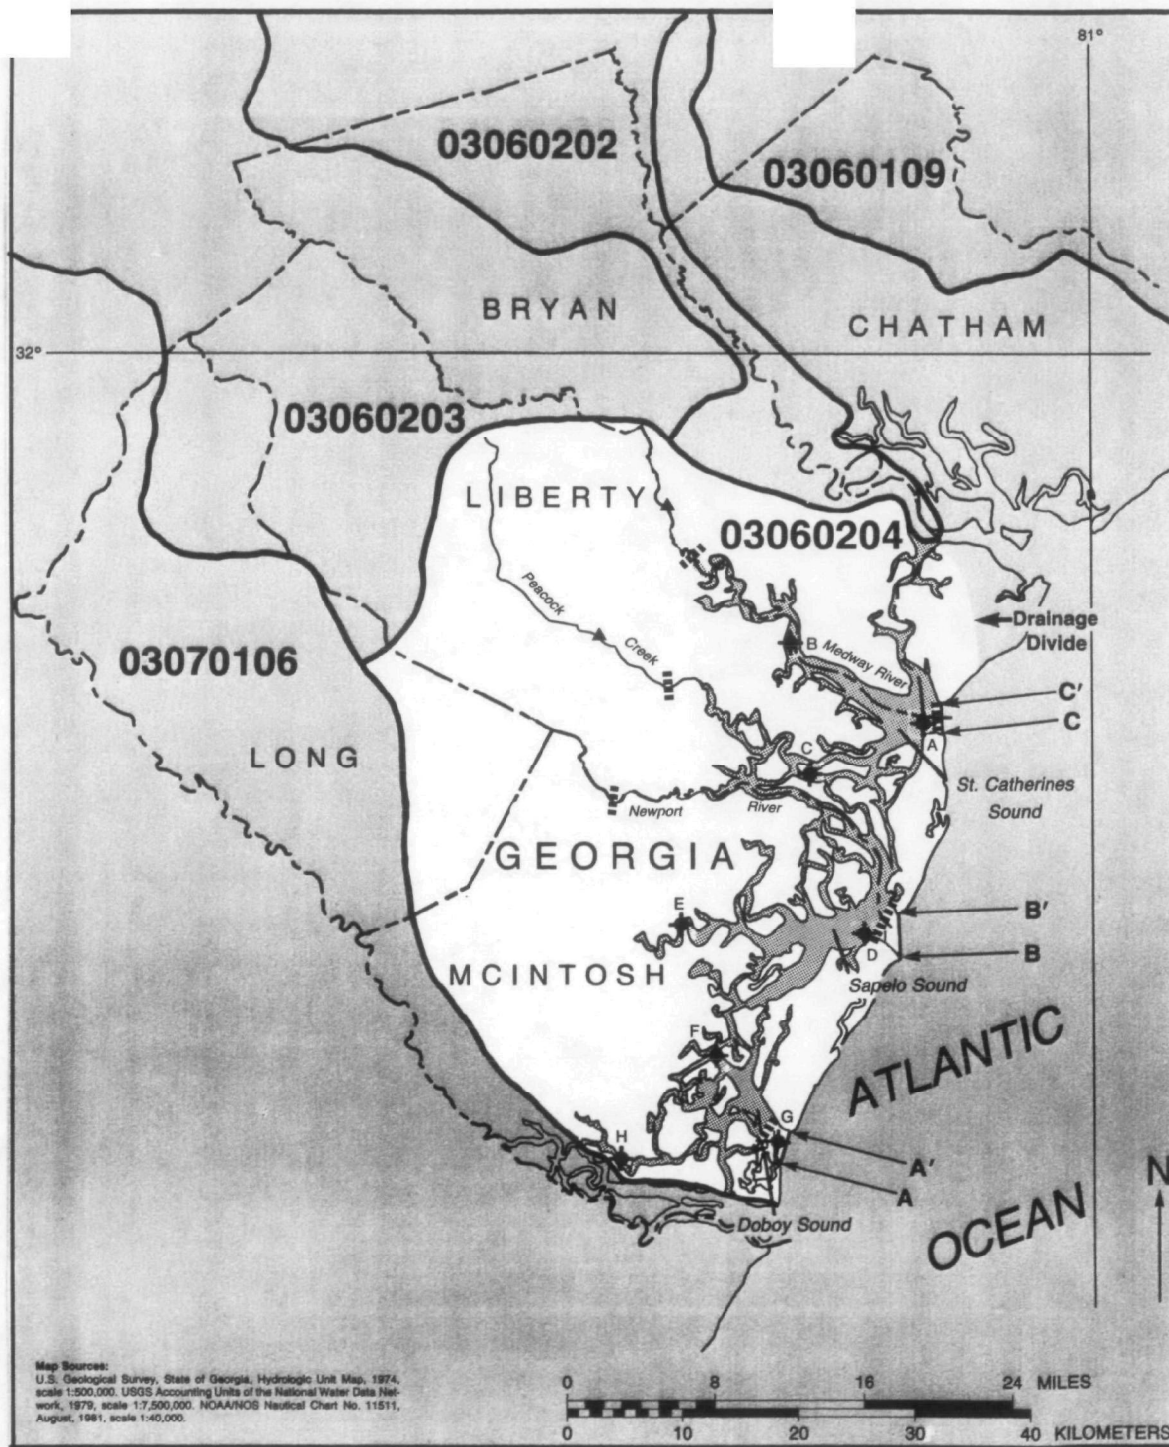 81°
03060202
03060109
BRYAN
CHATHAM
32°
03060203
LIBERTY
03060204
Peacock
Creek
Drainage
Divide
B
Medway River
03070106
C'
C
LONG
C
A
St. Catherines
Sound
Newport
River
GEORGIA
E
B'
D
B
MCINTOSH
Sapelo Sound
F
ATLANTIC
G
H
A'
A
N
Doboy Sound
OCEAN
Map Sources:
U.S. Geological Survey, State of Georgia, Hydrologic Unit Map, 1974,
scale 1:500,000. USGS Accounting Units of the National Water Data Net-
work, 1979, scale 1:7,500,000. NOAA/NOS Nautical Chart No. 11511,
August, 1981, scale 1:40,000.
0 8 16 24 MILES
0 10 20 30 40 KILOMETERS